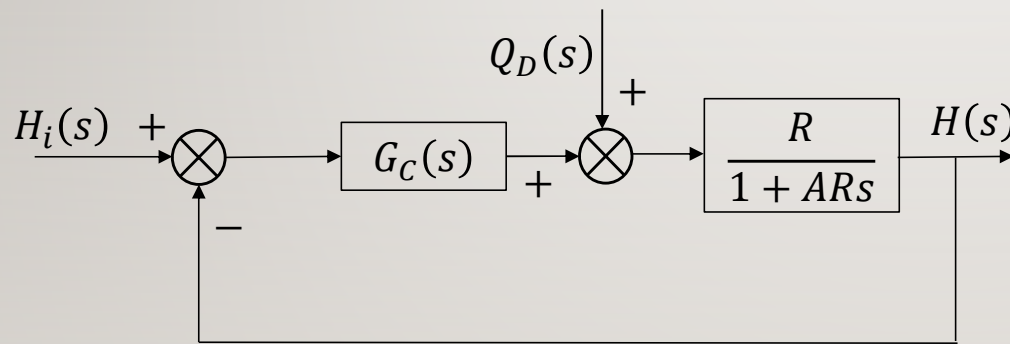 Q_D(s)
+
H_i(s) +
G_C(s)
+
R
1 + ARs
H(s)
−